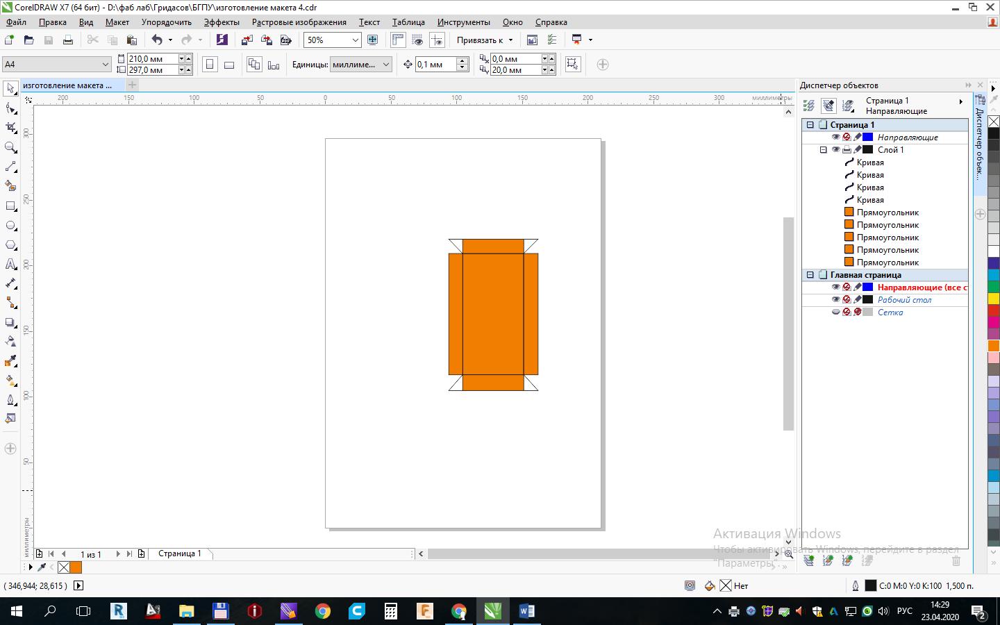 CorelDRAW X7 (64 бит) - D:\фаб лаб\Гридасов\БГПУ\изготовление макета 4.cdr
Файл Правка Вид Макет Упорядочить Эффекты Растровые изображения Текст Таблица Инструменты Окно Справка
50% Привязать к
A4 210,0 мм 297,0 мм Единицы: миллиме... 0,1 мм 0,0 мм 20,0 мм
изготовление макета ...
Диспетчер объектов
200 150 100 50 0 50 100 150 200 250 300 миллиметры
Страница 1
Направляющие
Диспетчер объек...
Страница 1
Направляющие
Слой 1
Кривая
Кривая
Кривая
Кривая
Прямоугольник
Прямоугольник
Прямоугольник
Прямоугольник
Прямоугольник
Главная страница
Направляющие (все ст
Рабочий стол
Сетка
300
250
200
150
100
50
миллиметры
Активация Windows
Чтобы активировать Windows, перейдите в раздел
"Параметры".
1 из 1 Страница 1
( 346,944; 28,615 ) Нет C:0 M:0 Y:0 K:100 1,500 п.
РУС 14:29
23.04.2020
2